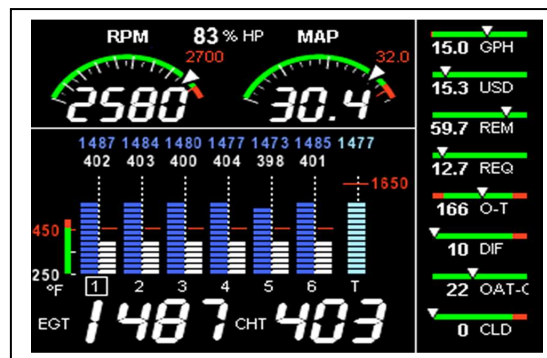 RPM 83 % HP MAP
2700 32.0
2580 30.4
1487 1484 1480 1477 1473 1485 1477
402 403 400 404 398 401
1650
450
250
°F 1 2 3 4 5 6 T
EGT 1487 CHT 403
15.0 GPH
15.3 USD
59.7 REM
12.7 REQ
166 O-T
10 DIF
22 OAT-C
0 CLD